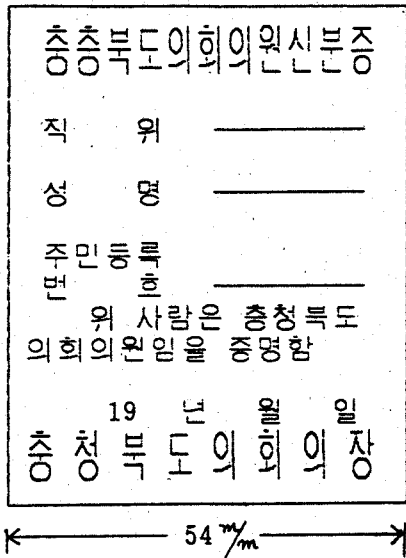 충충북도의회의원신분증
직 위
성 명
주민등록
번 호
위 사람은 충청북도
의회의원임을 증명함
19 년 월 일
충청북도의회의장
54 m/m